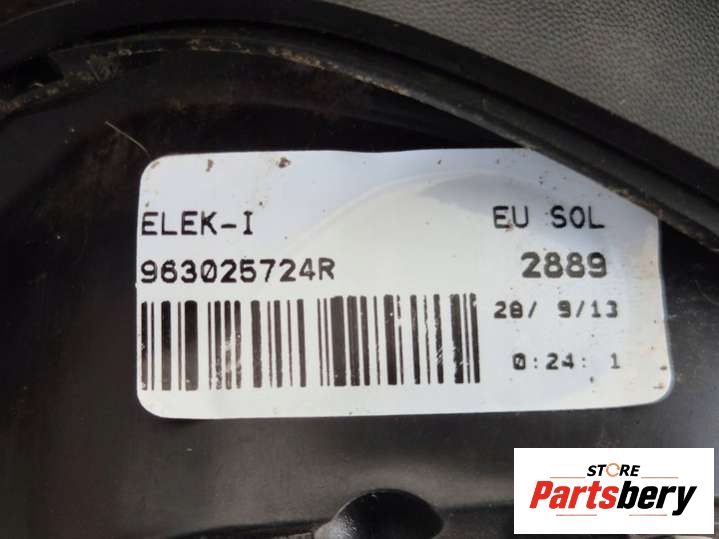 ELEK-I
EU SOL
963025724R
2889
28/ 9/13
0:24: 1
STORE
Partsbery